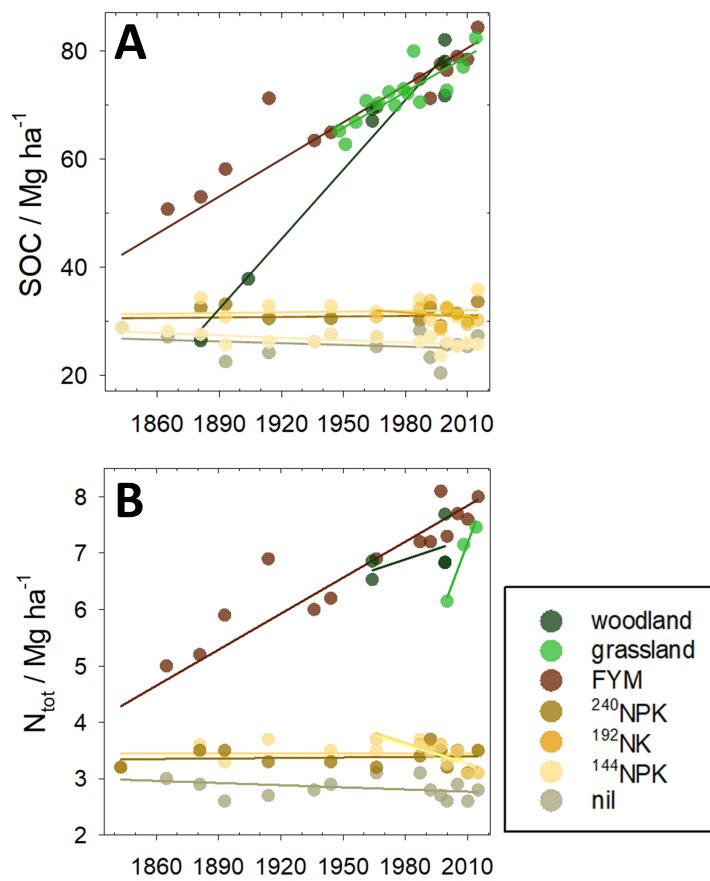 A
80
60
40
20
SOC / Mg ha⁻¹
1860 1890 1920 1950 1980 2010
B
8
7
6
5
4
3
2
Nₜₒₜ / Mg ha⁻¹
1860 1890 1920 1950 1980 2010
woodland
grassland
FYM
²⁴⁰NPK
¹⁹²NK
¹⁴⁴NPK
nil